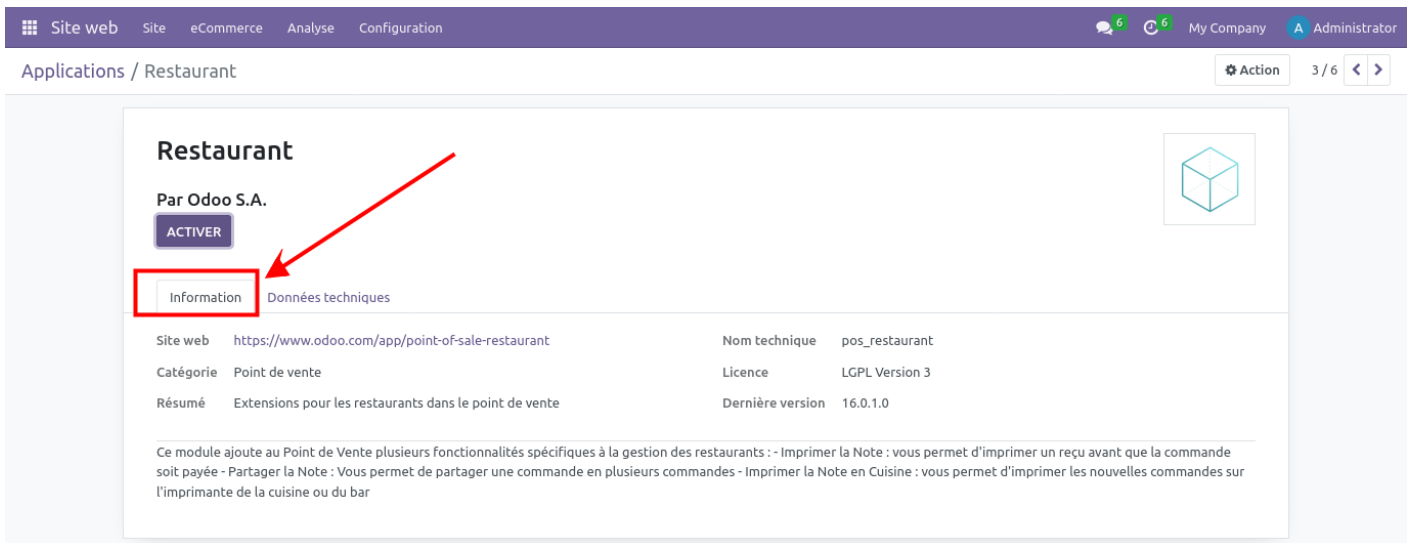 Site web Site eCommerce Analyse Configuration 6 6 My Company A Administrator
Applications / Restaurant Action 3 / 6
Restaurant
Par Odoo S.A.
ACTIVER
Information Données techniques
Site web https://www.odoo.com/app/point-of-sale-restaurant Nom technique pos_restaurant
Catégorie Point de vente Licence LGPL Version 3
Résumé Extensions pour les restaurants dans le point de vente Dernière version 16.0.1.0
Ce module ajoute au Point de Vente plusieurs fonctionnalités spécifiques à la gestion des restaurants : - Imprimer la Note : vous permet d'imprimer un reçu avant que la commande
soit payée - Partager la Note : Vous permet de partager une commande en plusieurs commandes - Imprimer la Note en Cuisine : vous permet d'imprimer les nouvelles commandes sur
l'imprimante de la cuisine ou du bar